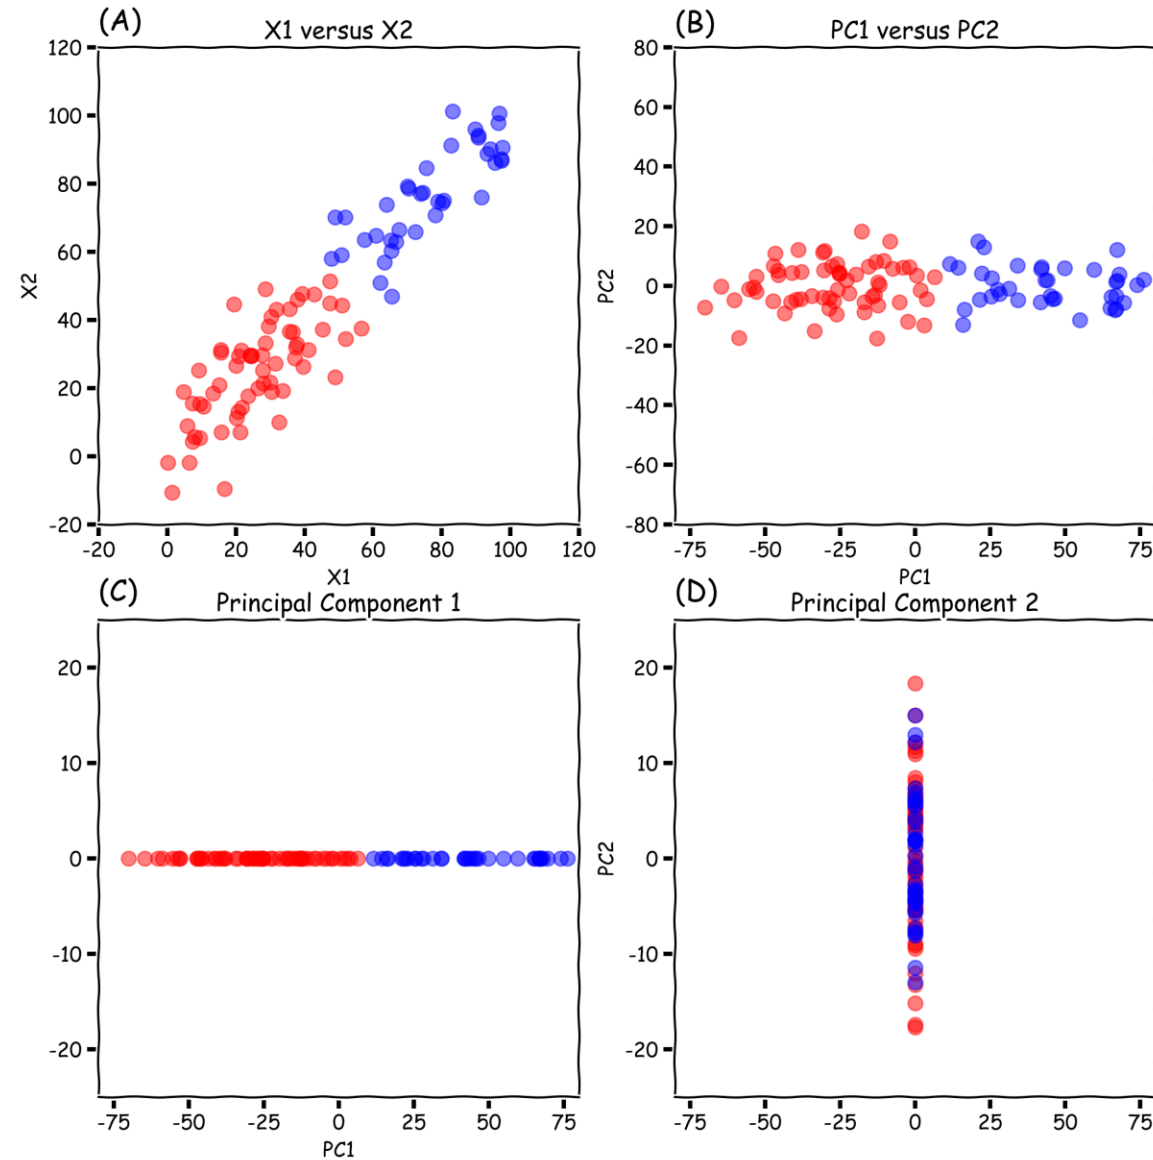 (A)
X1 versus X2
120
100
80
60
40
20
0
-20
X2
-20 0 20 40 60 80 100 120
X1
(B)
PC1 versus PC2
80
60
40
20
0
-20
-40
-60
-80
PC2
-75 -50 -25 0 25 50 75
PC1
(C)
Principal Component 1
20
10
0
-10
-20
-75 -50 -25 0 25 50 75
PC1
(D)
Principal Component 2
20
10
0
-10
-20
PC2
-75 -50 -25 0 25 50 75